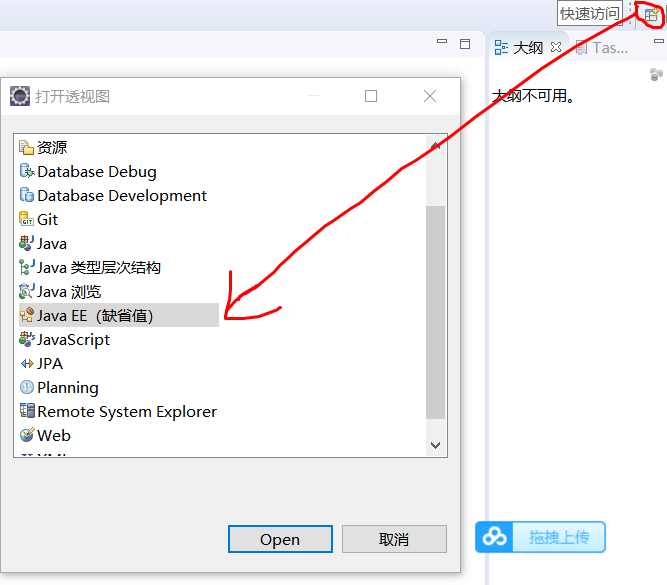 快速访问
大纲
Tas...
大纲不可用。
打开透视图
资源
Database Debug
Database Development
Git
Java
Java 类型层次结构
Java 浏览
Java EE（缺省值）
JavaScript
JPA
Planning
Remote System Explorer
Web
Open
取消
拖拽上传